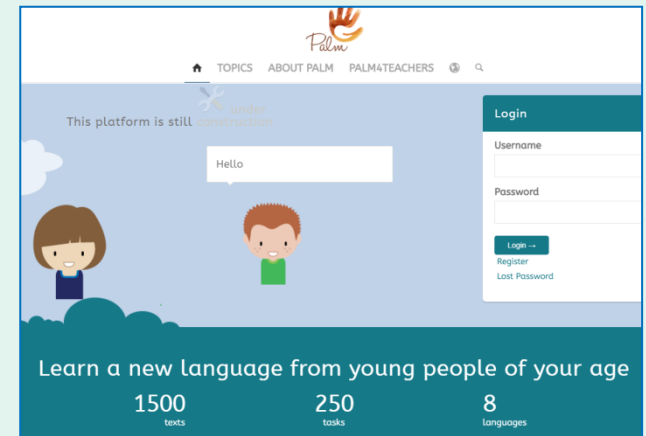 Palm
TOPICS ABOUT PALM PALM4TEACHERS
Under
This platform is still construction
Login
Username
Hello
Password
Login →
Register
Lost Password
Learn a new language from young people of your age
1500 250 8
texts tasks languages